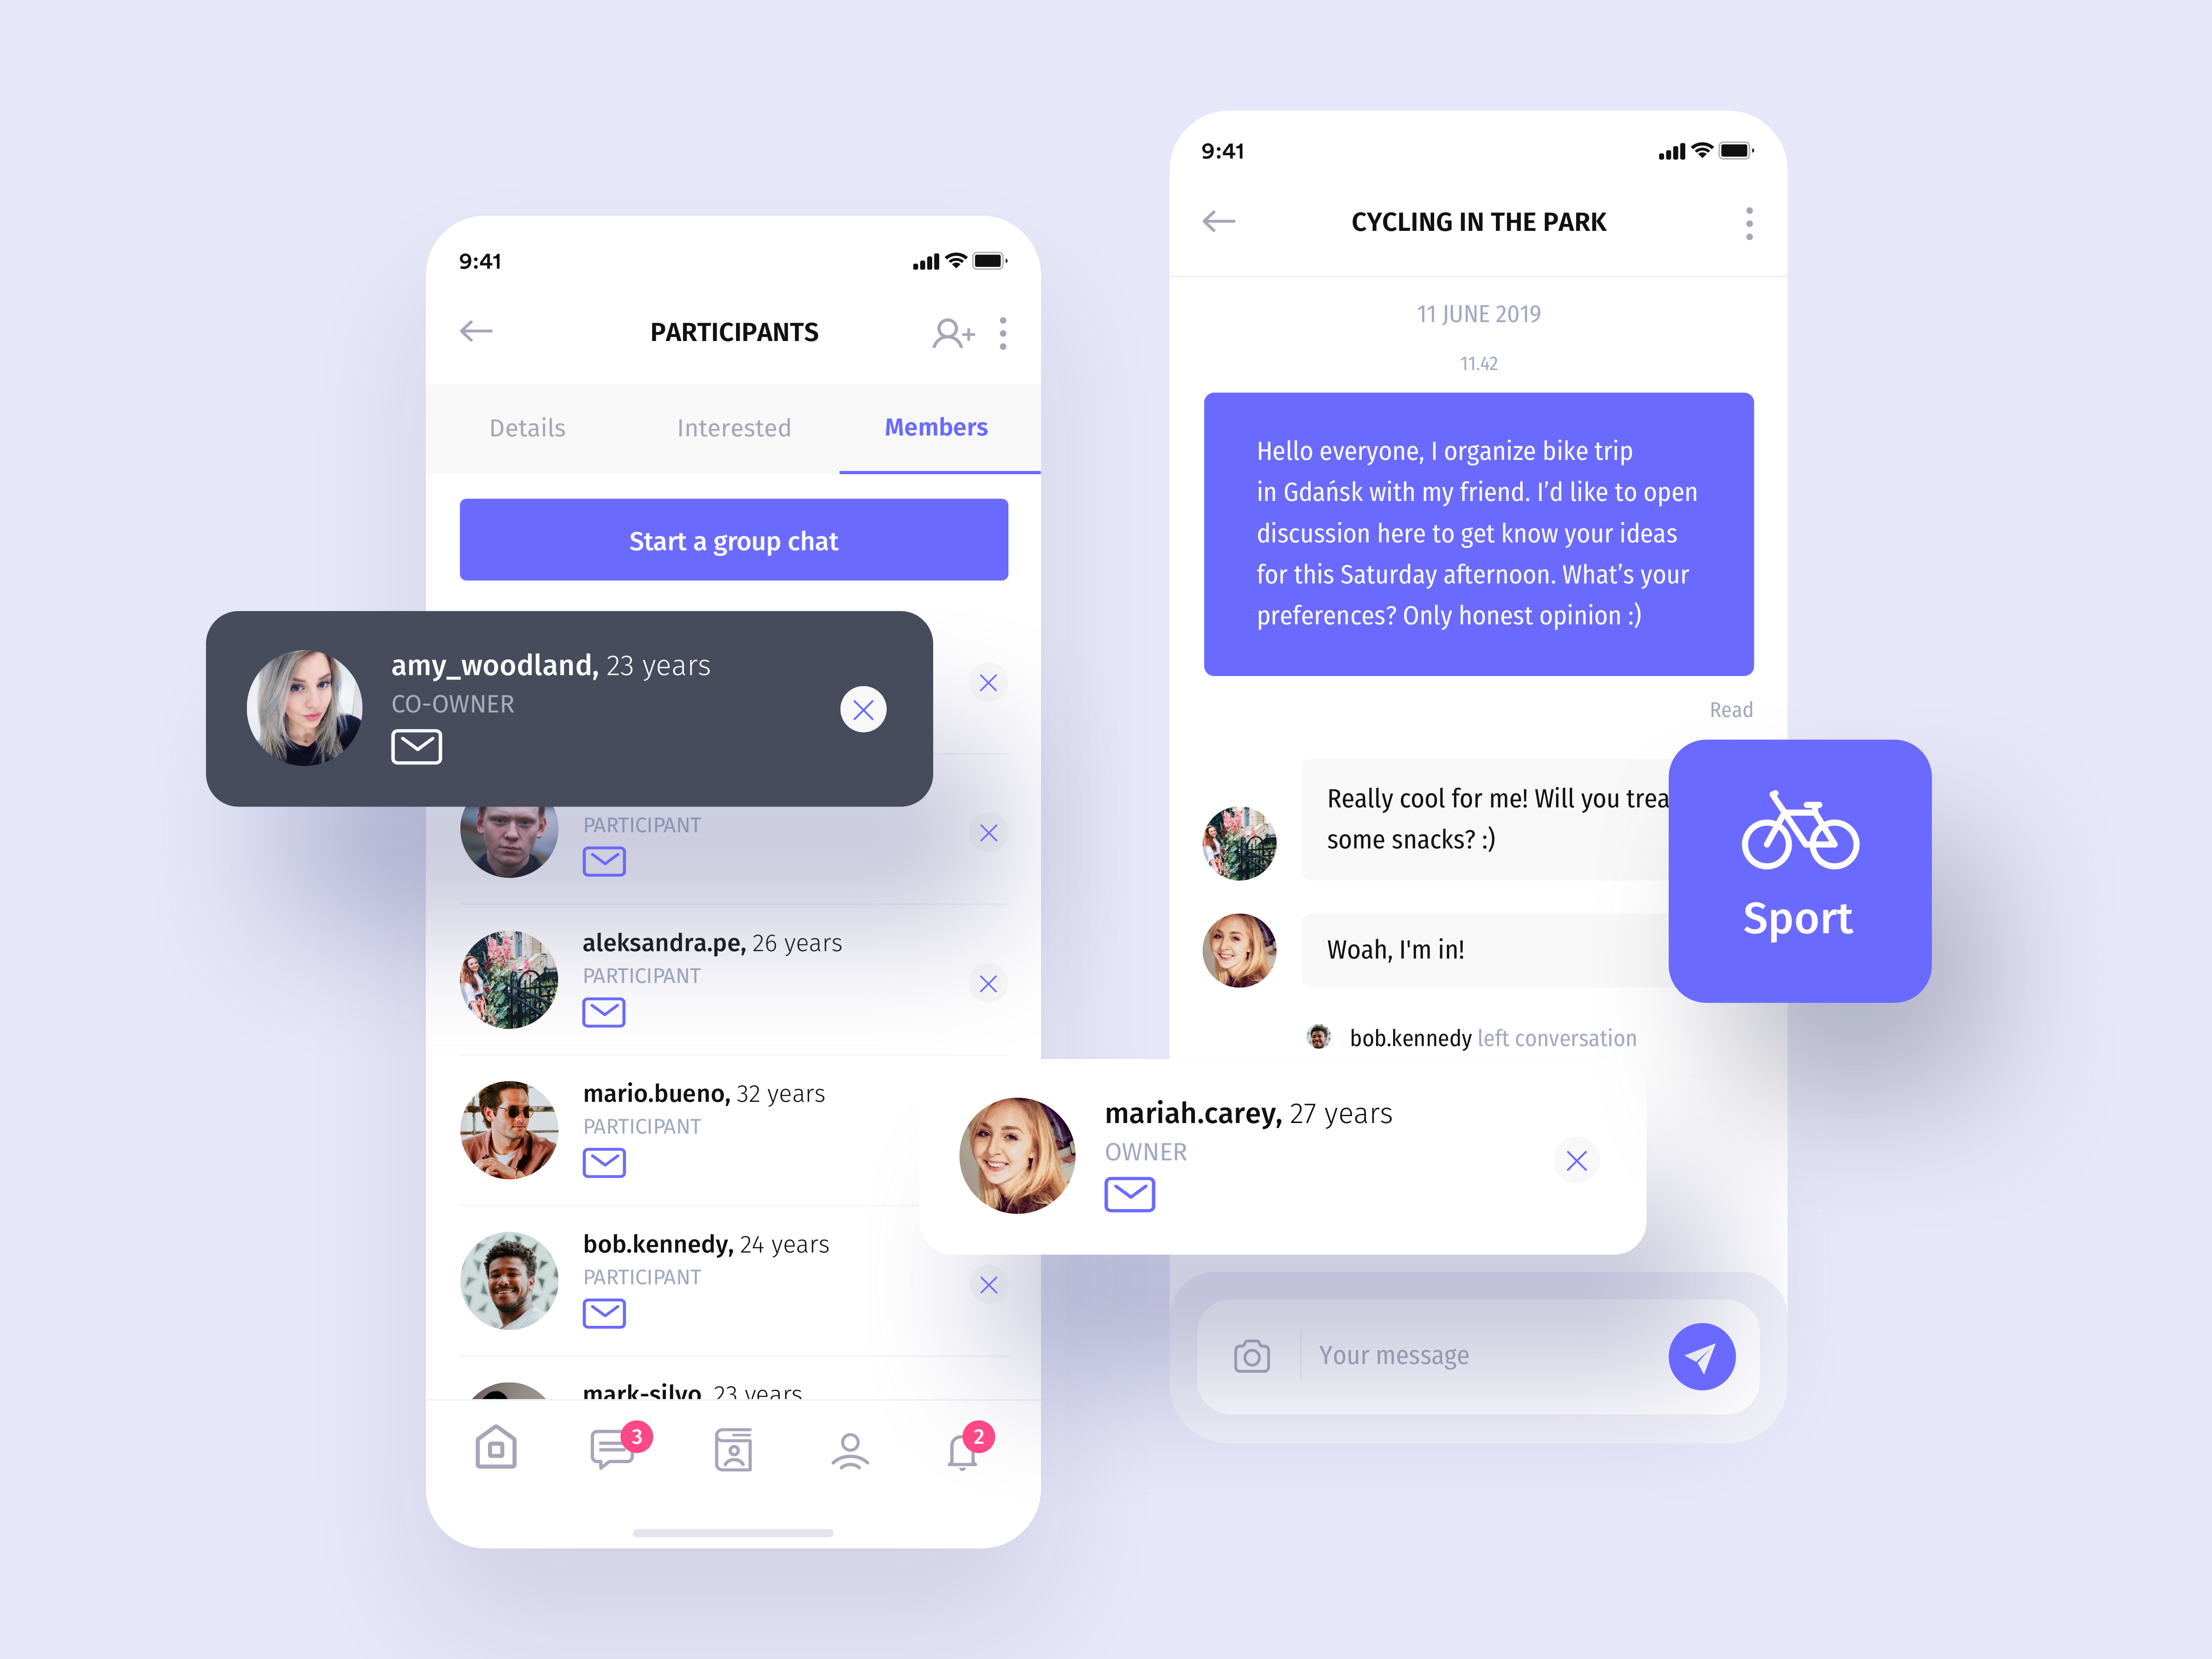 9:41
PARTICIPANTS
Details
Interested
Members
Start a group chat
amy_woodland, 23 years
CO-OWNER
PARTICIPANT
aleksandra.pe, 26 years
PARTICIPANT
mario.bueno, 32 years
PARTICIPANT
bob.kennedy, 24 years
PARTICIPANT
mark-silvo, 23 years
3
2
9:41
CYCLING IN THE PARK
11 JUNE 2019
11.42
Hello everyone, I organize bike trip
in Gdańsk with my friend. I’d like to open
discussion here to get know your ideas
for this Saturday afternoon. What’s your
preferences? Only honest opinion :)
Read
Really cool for me! Will you trea
some snacks? :)
Woah, I'm in!
Sport
bob.kennedy left conversation
mariah.carey, 27 years
OWNER
Your message